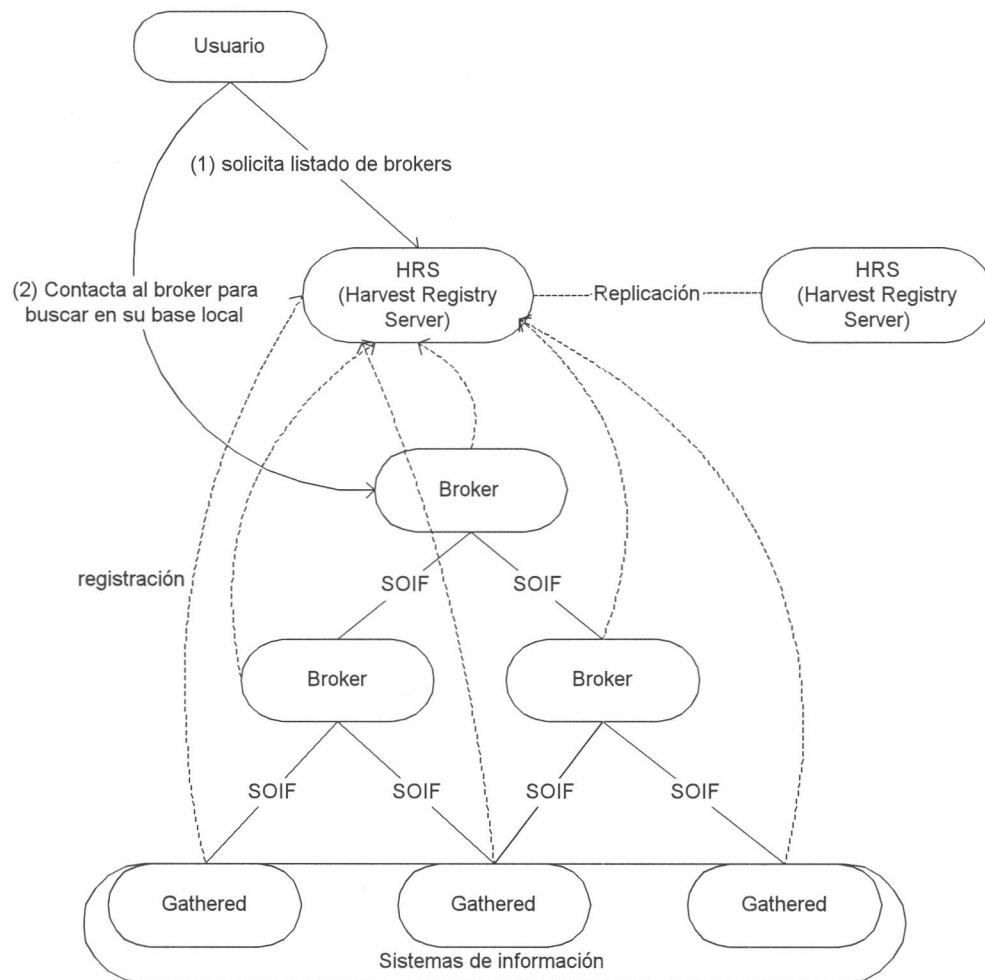 Usuario
(1) solicita listado de brokers
HRS
(Harvest Registry
Server)
Replicación
HRS
(Harvest Registry
Server)
(2) Contacta al broker para
buscar en su base local
Broker
registración
SOIF
SOIF
Broker
Broker
SOIF
SOIF
SOIF
SOIF
Gathered
Gathered
Gathered
Sistemas de información